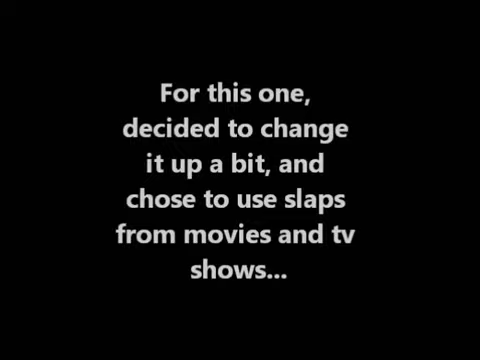 For this one,
decided to change
it up a bit, and
chose to use slaps
from movies and tv
shows...